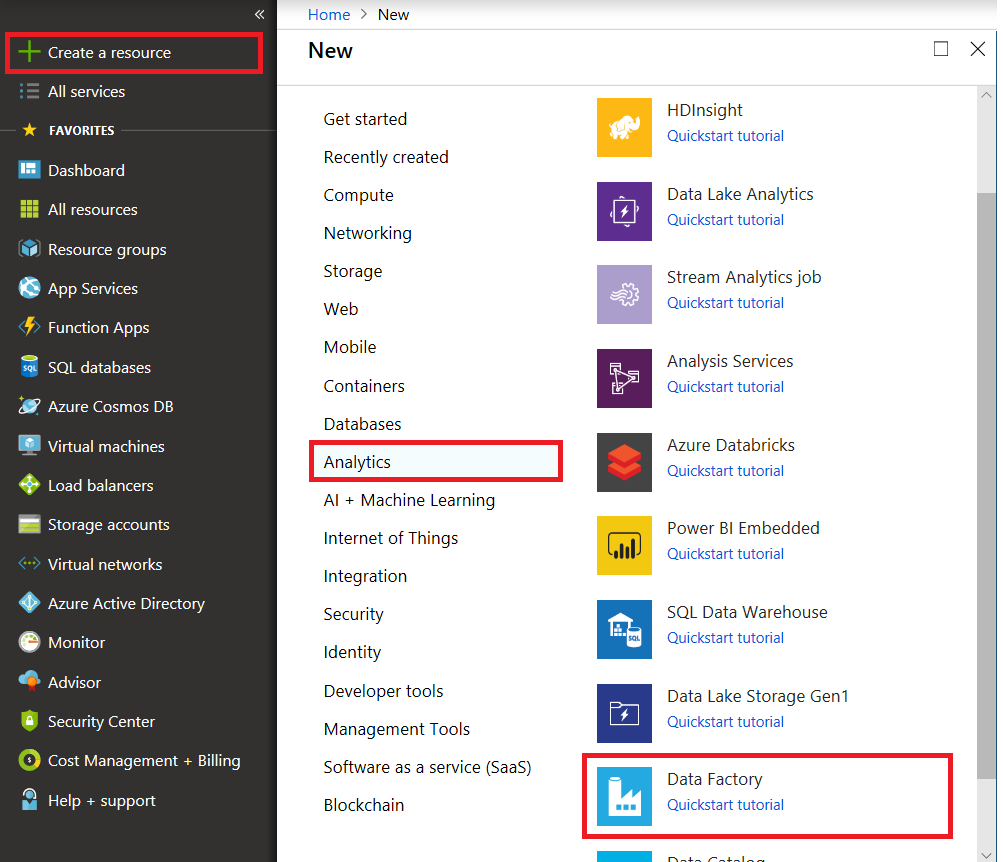 «
Create a resource
All services
FAVORITES
Dashboard
All resources
Resource groups
App Services
Function Apps
SQL databases
Azure Cosmos DB
Virtual machines
Load balancers
Storage accounts
Virtual networks
Azure Active Directory
Monitor
Advisor
Security Center
Cost Management + Billing
Help + support
Home > New
New
Get started
Recently created
Compute
Networking
Storage
Web
Mobile
Containers
Databases
Analytics
AI + Machine Learning
Internet of Things
Integration
Security
Identity
Developer tools
Management Tools
Software as a service (SaaS)
Blockchain
HDInsight
Quickstart tutorial
Data Lake Analytics
Quickstart tutorial
Stream Analytics job
Quickstart tutorial
Analysis Services
Quickstart tutorial
Azure Databricks
Quickstart tutorial
Power BI Embedded
Quickstart tutorial
SQL Data Warehouse
Quickstart tutorial
Data Lake Storage Gen1
Quickstart tutorial
Data Factory
Quickstart tutorial
Data Catalog